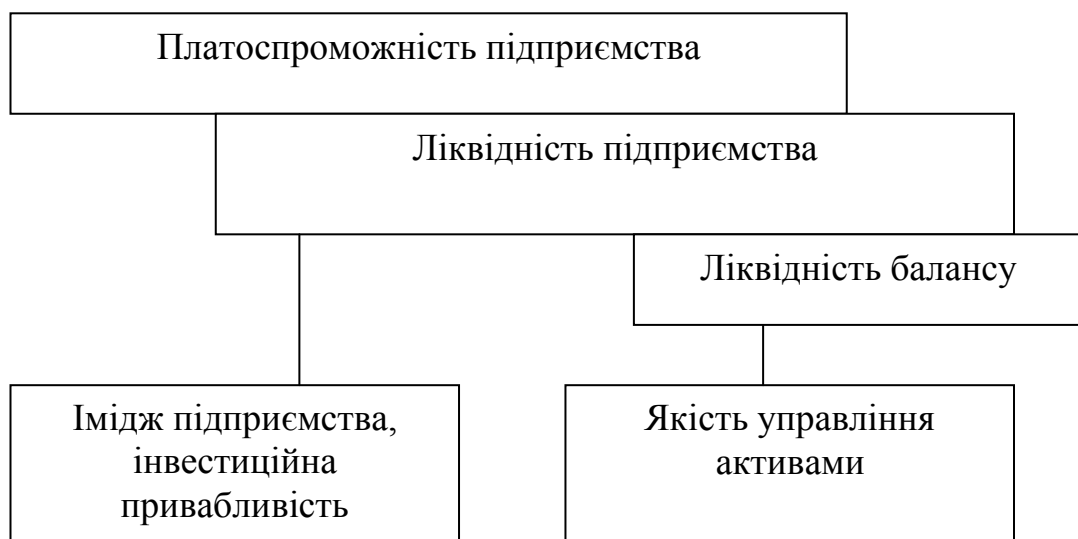 Платоспроможність підприємства
Ліквідність підприємства
Ліквідність балансу
Імідж підприємства,
інвестиційна
привабливість
Якість управління
активами